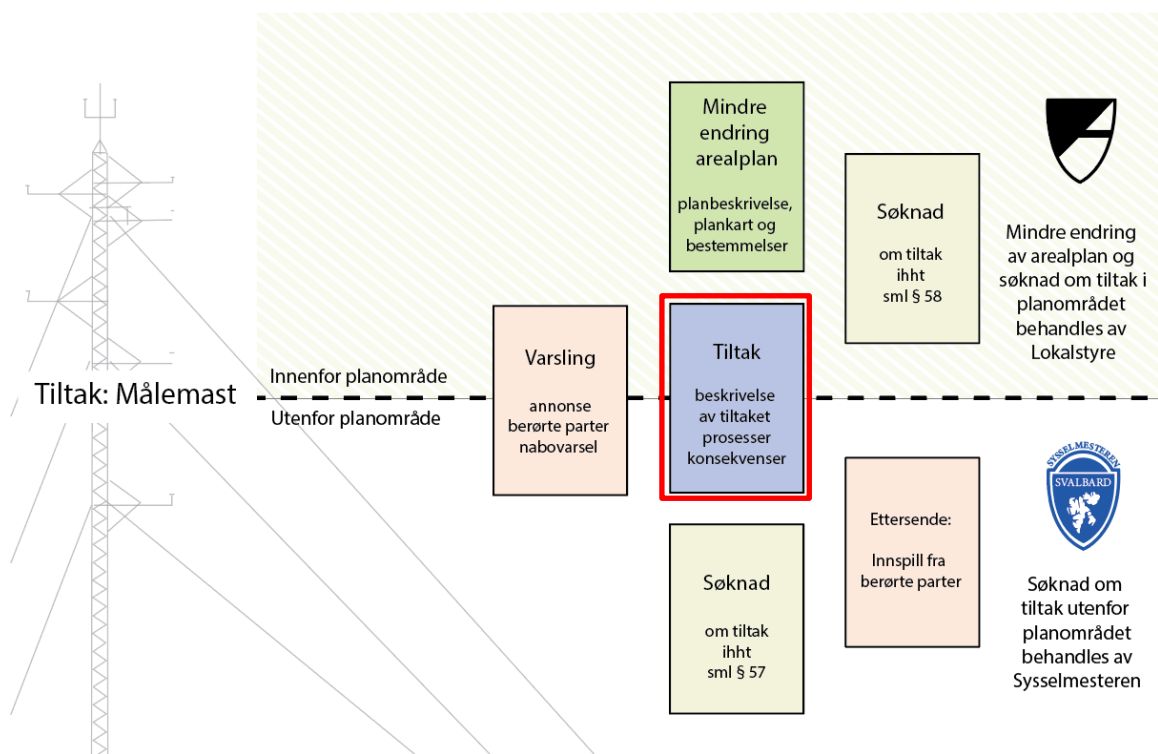 Tiltak: Målemast
Innenfor planområde
Utenfor planområde
Varsling
annonse
berørte parter
nabovarsel
Mindre
endring
arealplan
planbeskrivelse,
plankart og
bestemmelser
Tiltak
beskrivelse
av tiltaket
prosesser
konsekvenser
Søknad
om tiltak
ihht
sml § 57
Søknad
om tiltak
ihht
sml § 58
Ettersende:
Innspill fra
berørte parter
Mindre endring
av arealplan og
søknad om tiltak i
planområdet
behandles av
Lokalstyre
SYSSELMESTEREN
SVALBARD
Søknad om
tiltak utenfor
planområdet
behandles av
Sysselmesteren